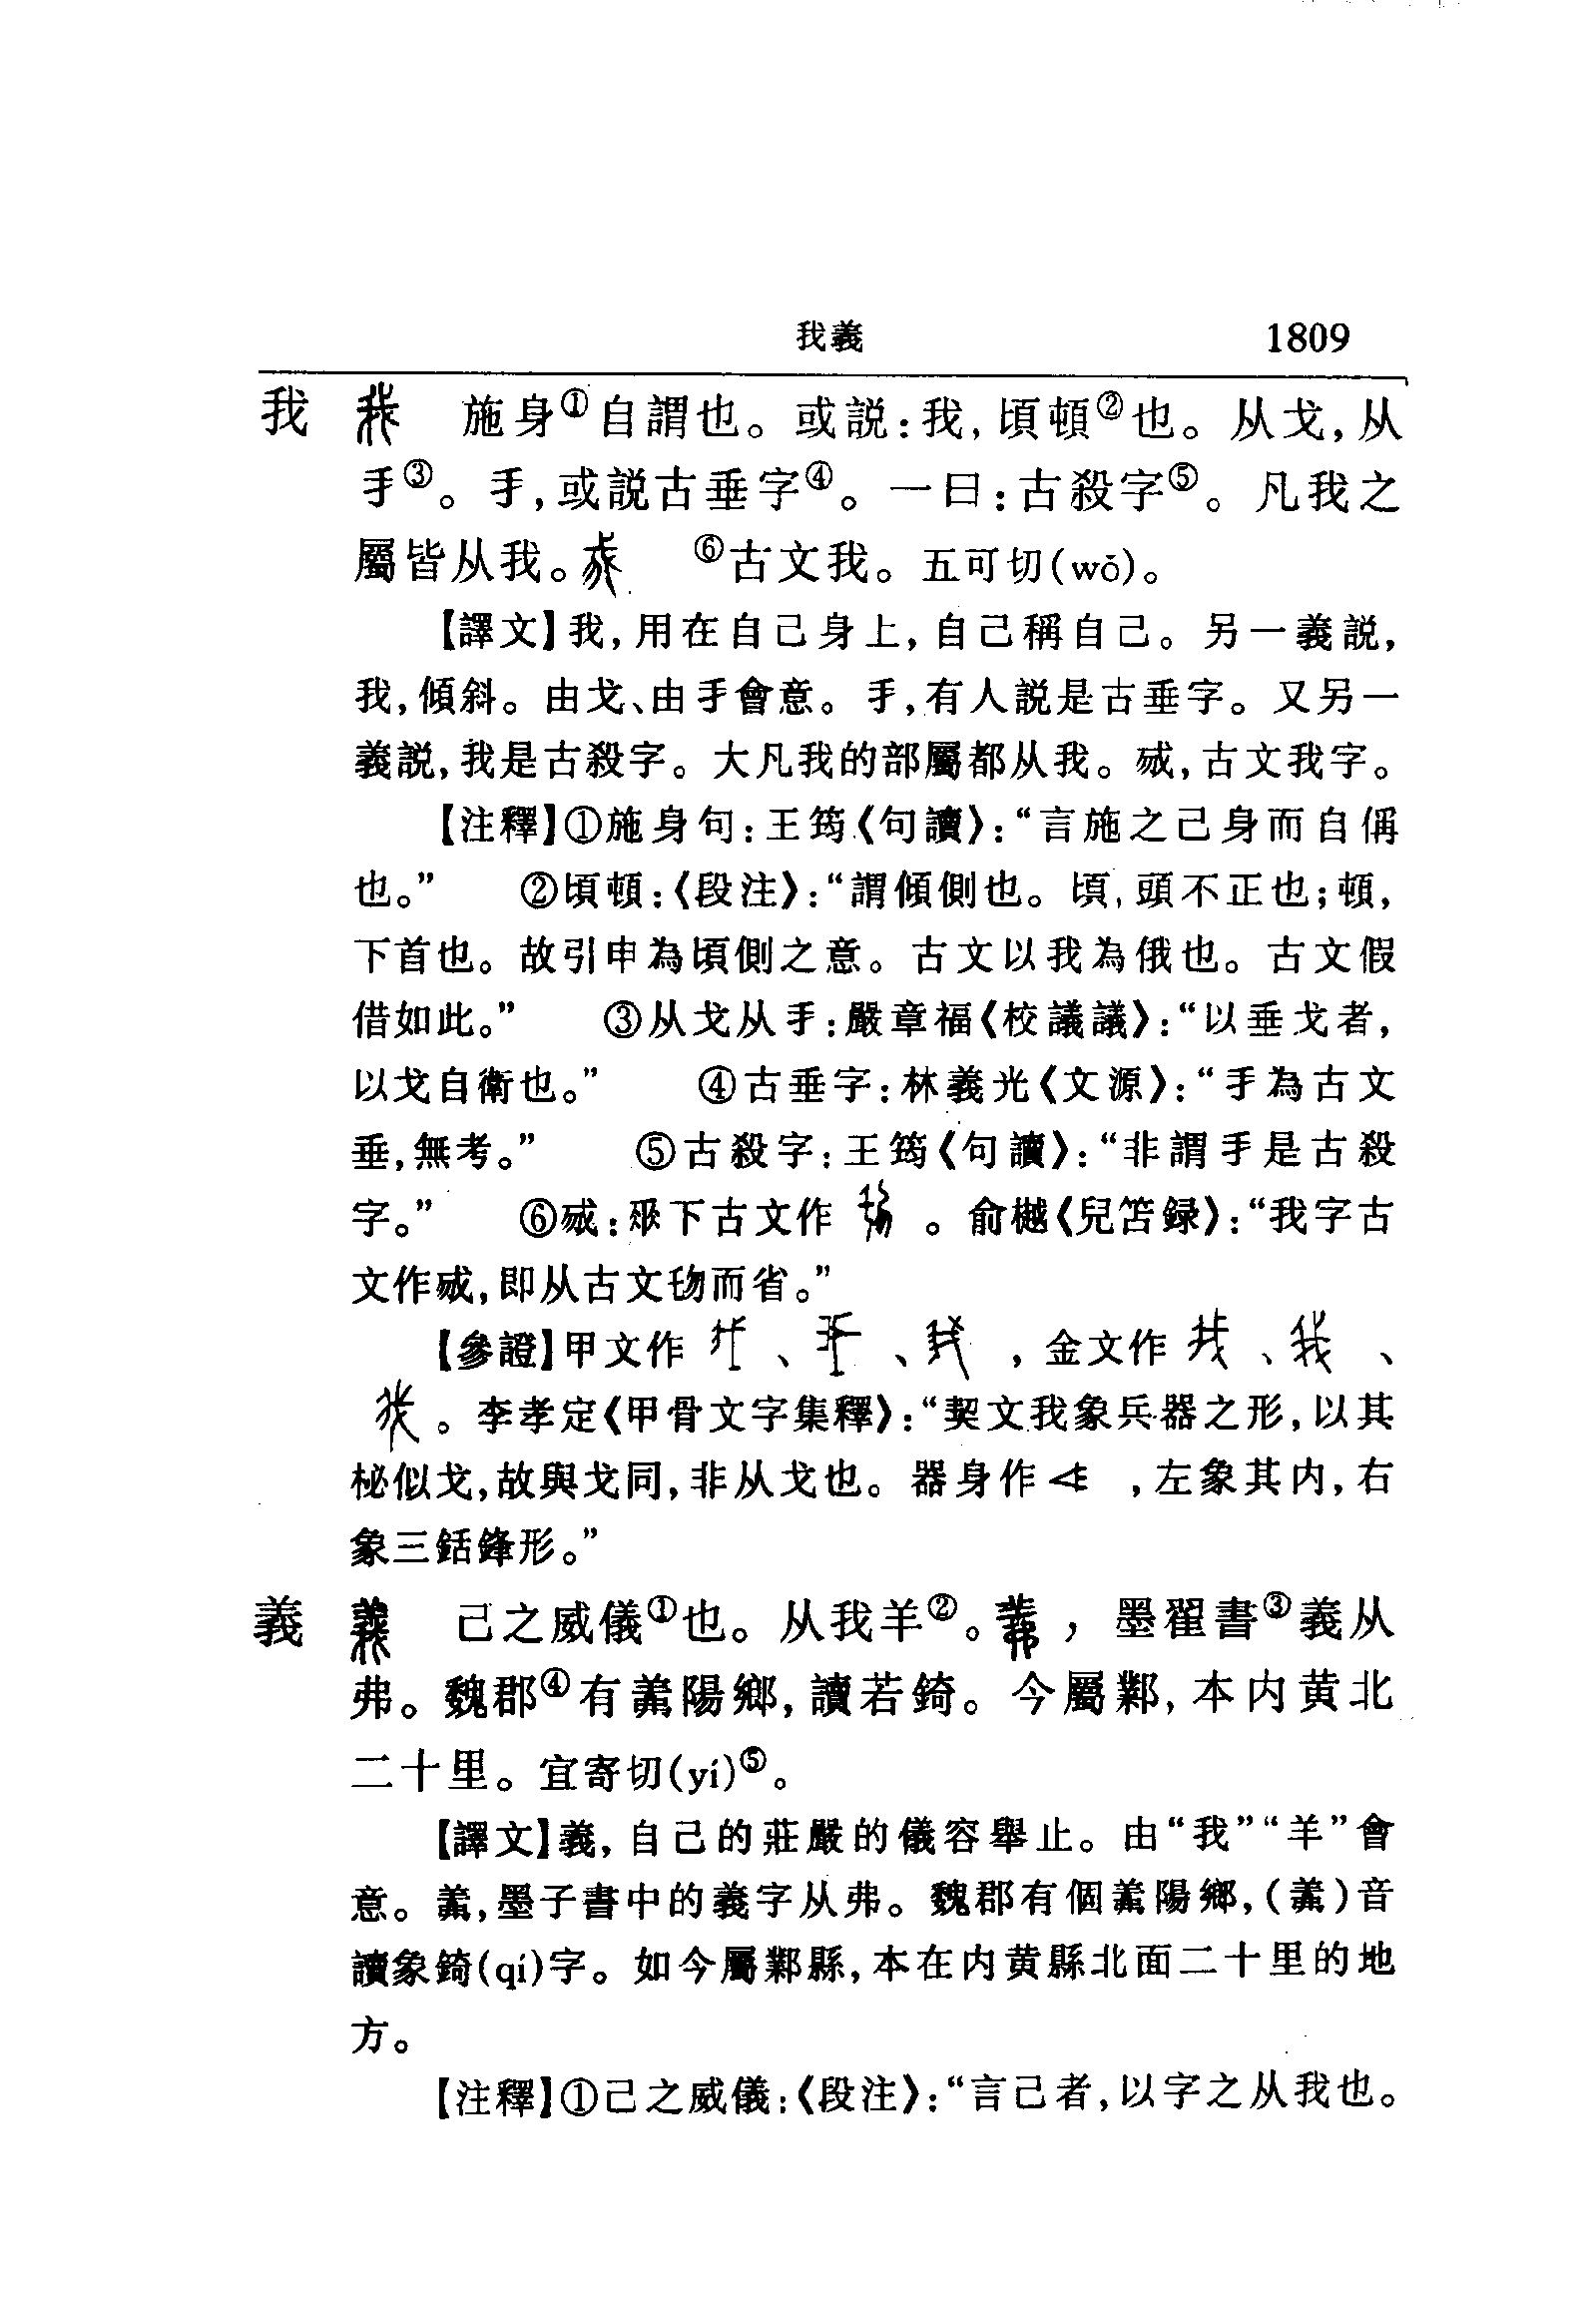 我義 1809
我 施身①自謂也。或説:我,頃頓②也。从戈,从
𠂹③。𠂹,或説古垂字④。一曰:古殺字⑤。凡我之
屬皆从我。 ⑥古文我。五可切(wǒ)。
【譯文】我,用在自己身上,自己稱自己。另一義説,
我,傾斜。由戈、由手會意。手,有人説是古垂字。又另一
義説,我是古殺字。大凡我的部屬都从我。𢦠,古文我字。
【注釋】①施身句:王筠《句讀》:“言施之己身而自偁
也。” ②頃頓:《段注》:“謂傾側也。頃,頭不正也;頓,
下首也。故引申為頃側之意。古文以我為俄也。古文假
借如此。” ③从戈从手:嚴章福《校議議》:“以垂戈者,
以戈自衛也。” ④古垂字:林義光《文源》:“手為古文
垂,無考。” ⑤古殺字:王筠《句讀》:“非謂手是古殺
字。” ⑥𢦠:𠂹下古文作 。俞樾《兒笘録》:“我字古
文作𢦠,即从古文而省。”
【參證】甲文作 、 、 ,金文作 、 、
。李孝定《甲骨文字集釋》:“契文我象兵器之形,以其
柲似戈,故與戈同,非从戈也。器身作 ,左象其内,右
象三銛鋒形。”
義 己之威儀①也。从我羊②。 ,墨翟書③義从
弗。魏郡④有羛陽鄉,讀若錡。今屬鄴,本内黄北
二十里。宜寄切(yí)⑤。
【譯文】義,自己的莊嚴的儀容舉止。由“我”“羊”會
意。羛,墨子書中的義字从弗。魏郡有個羛陽鄉,(羛)音
讀象錡(qí)字。如今屬鄴縣,本在内黄縣北面二十里的地
方。
【注釋】①己之威儀:《段注》:“言己者,以字之从我也。